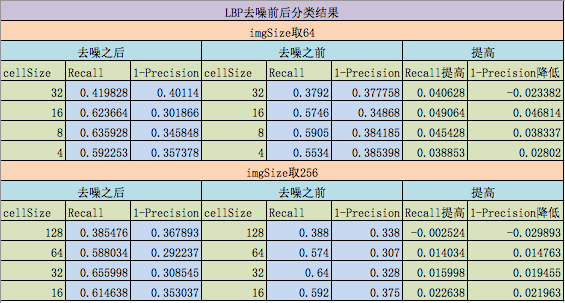 LBP去噪前后分类结果
imgSize取64
去噪之后 去噪之前 提高
cellSize Recall 1-Precision cellSize Recall 1-Precision Recall提高 1-Precision降低
32 0.419828 0.40114 32 0.3792 0.377758 0.040628 -0.023382
16 0.623664 0.301866 16 0.5746 0.34868 0.049064 0.046814
8 0.635928 0.345848 8 0.5905 0.384185 0.045428 0.038337
4 0.592253 0.357378 4 0.5534 0.385398 0.038853 0.02802
imgSize取256
去噪之后 去噪之前 提高
cellSize Recall 1-Precision cellSize Recall 1-Precision Recall提高 1-Precision降低
128 0.385476 0.367893 128 0.388 0.338 -0.002524 -0.029893
64 0.588034 0.292237 64 0.574 0.307 0.014034 0.014763
32 0.655998 0.308545 32 0.64 0.328 0.015998 0.019455
16 0.614638 0.353037 16 0.592 0.375 0.022638 0.021963